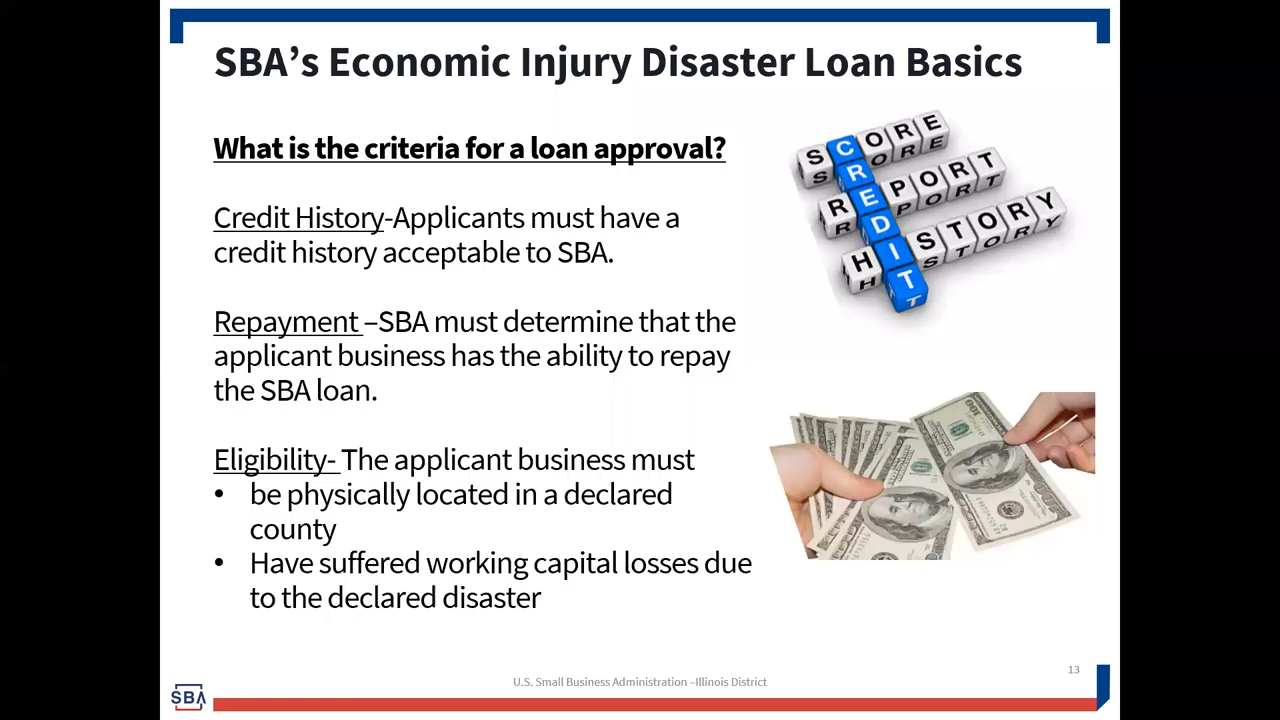 SBA’s Economic Injury Disaster Loan Basics
What is the criteria for a loan approval?
Credit History-Applicants must have a
credit history acceptable to SBA.
Repayment –SBA must determine that the
applicant business has the ability to repay
the SBA loan.
Eligibility- The applicant business must
• be physically located in a declared
county
• Have suffered working capital losses due
to the declared disaster
SCORE
REPORT
HISTORY
CREDIT
100
13
U.S. Small Business Administration –Illinois District
SBA